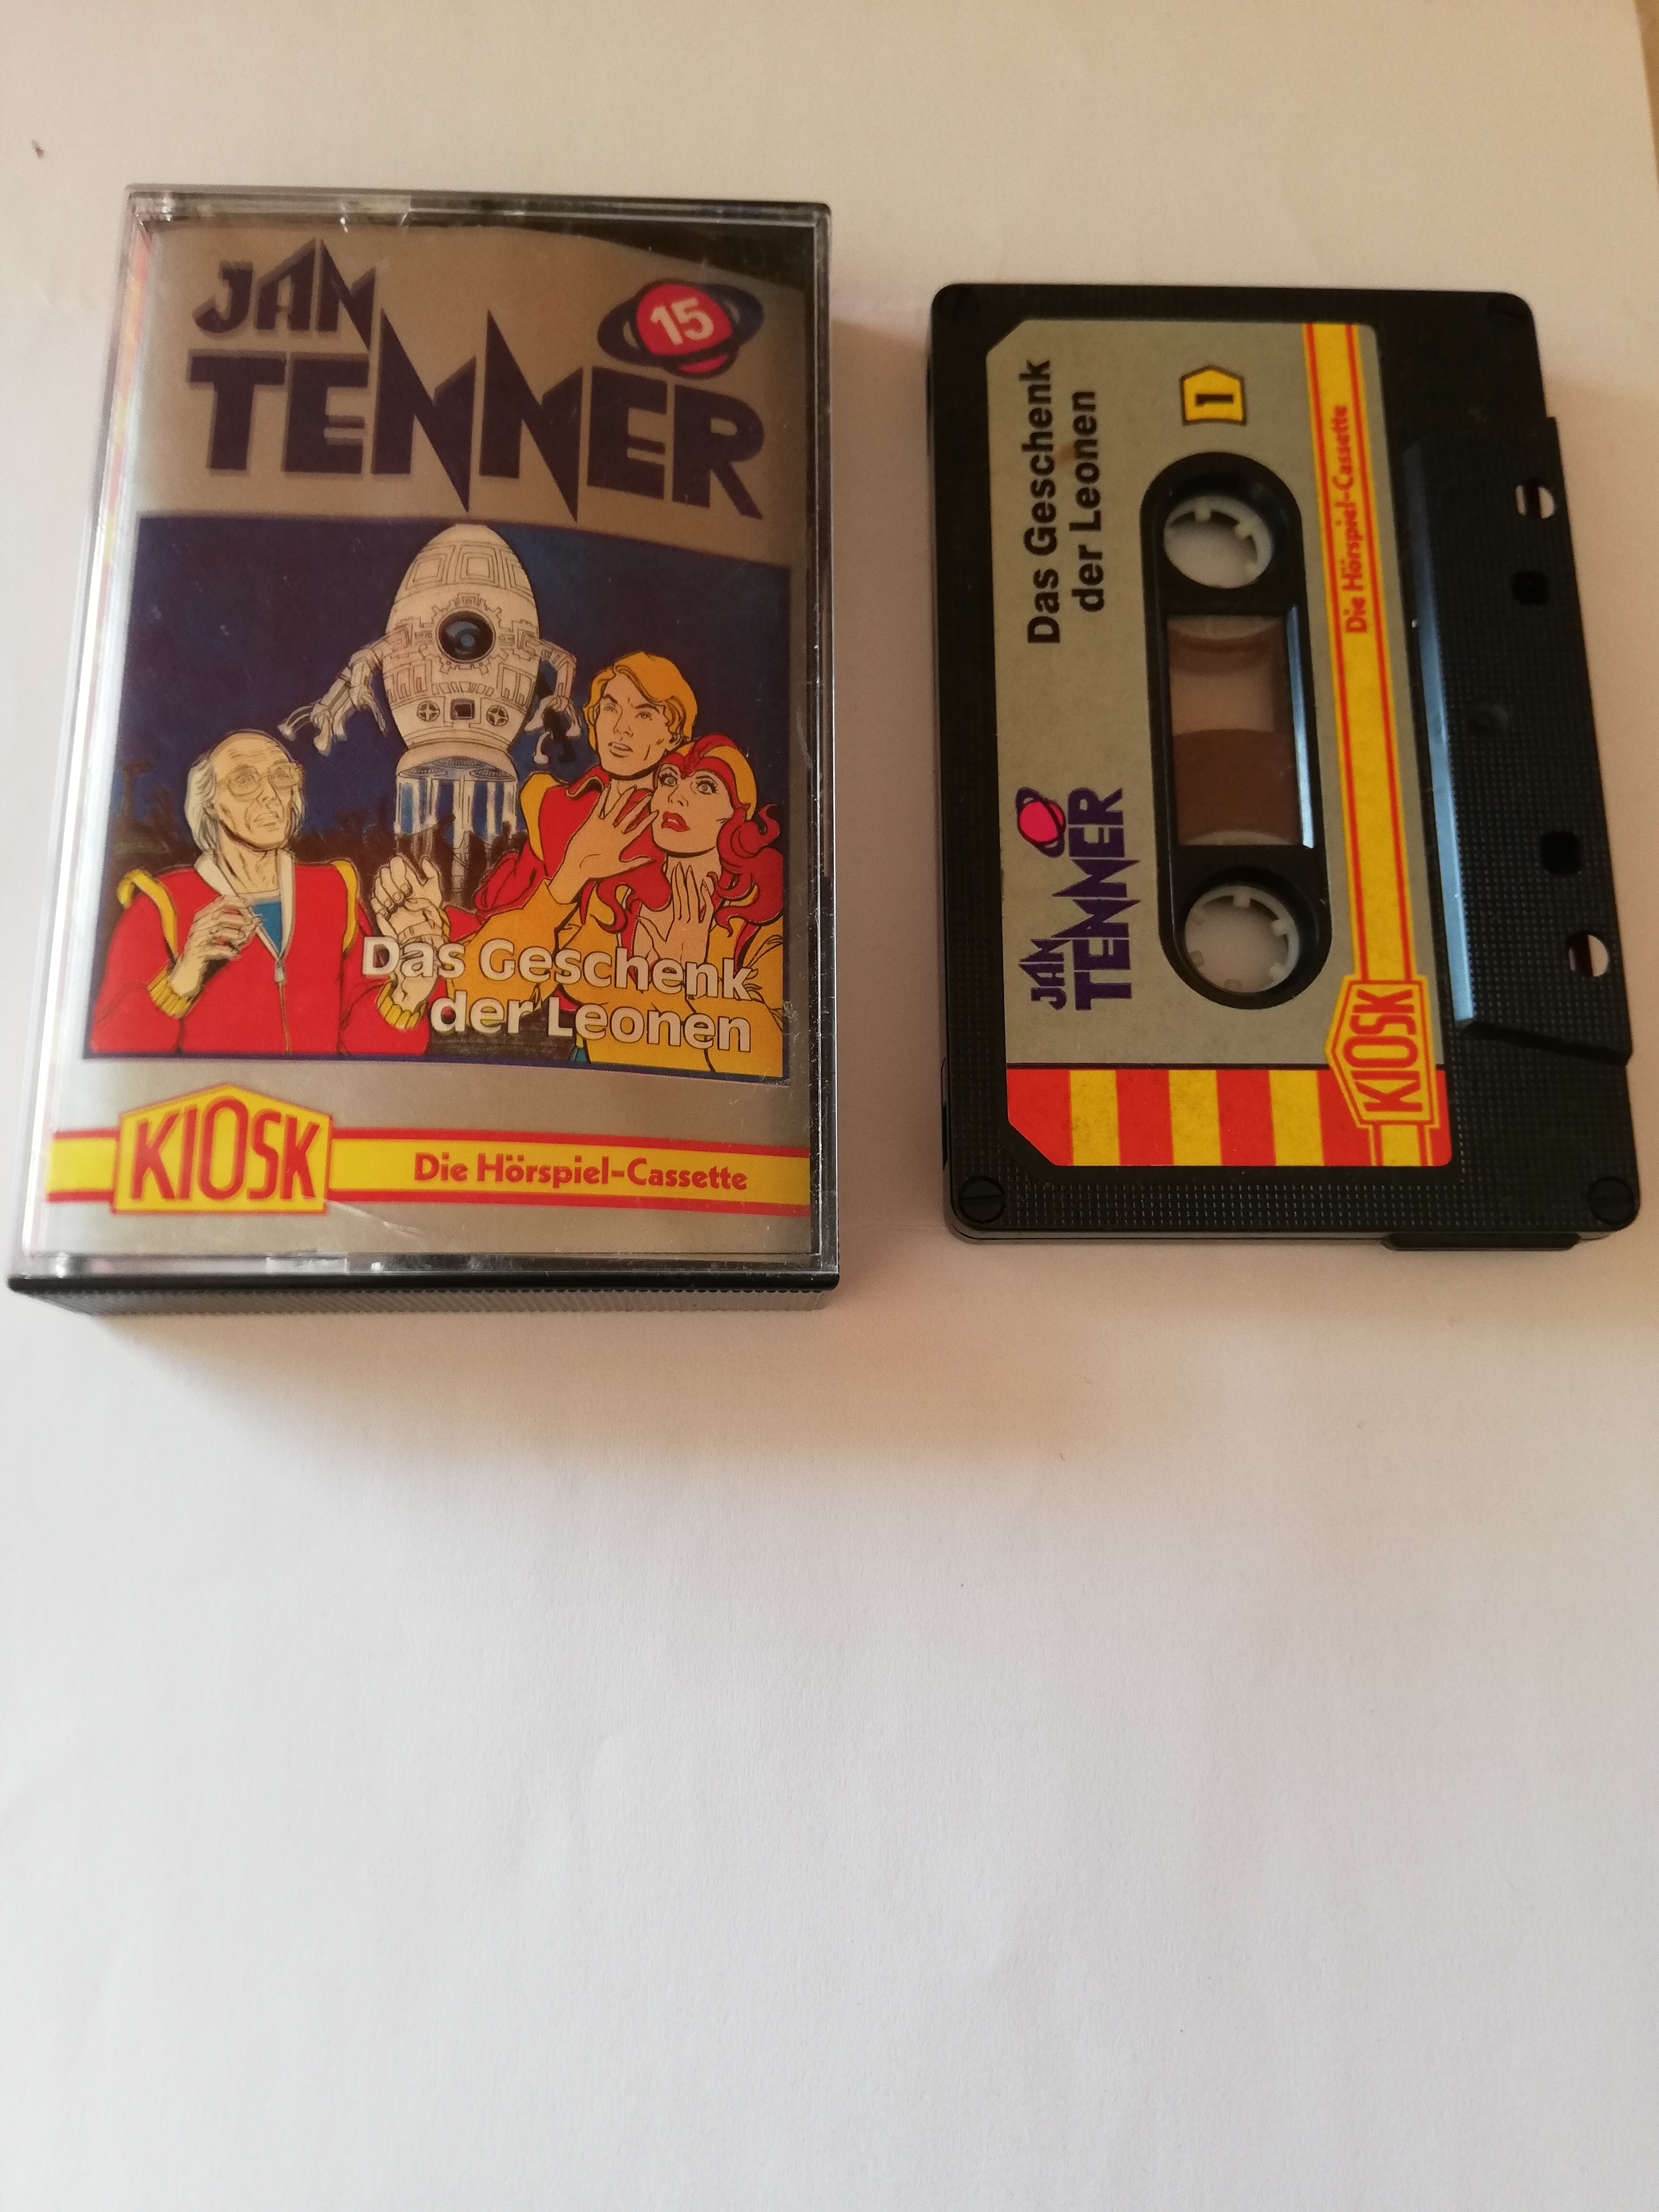 JAN
TENNER
15
Das Geschenk
der Leonen
KIOSK
Die Hörspiel-Cassette
JAN
TENNER
Das Geschenk
der Leonen
1
KIOSK
Die Hörspiel-Cassette